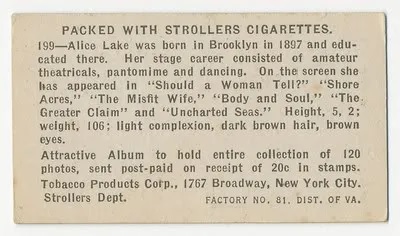 PACKED WITH STROLLERS CIGARETTES.
199—Alice Lake was born in Brooklyn in 1897 and edu-
cated there. Her stage career consisted of amateur
theatricals, pantomime and dancing. On the screen she
has appeared in "Should a Woman Tell?" "Shore
Acres," "The Misfit Wife," "Body and Soul," "The
Greater Claim" and "Uncharted Seas." Height, 5, 2;
weight, 106; light complexion, dark brown hair, brown
eyes.
Attractive Album to hold entire collection of 120
photos, sent post-paid on receipt of 20c in stamps.
Tobacco Products Corp., 1767 Broadway, New York City.
Strollers Dept. FACTORY NO. 81. DIST. OF VA.